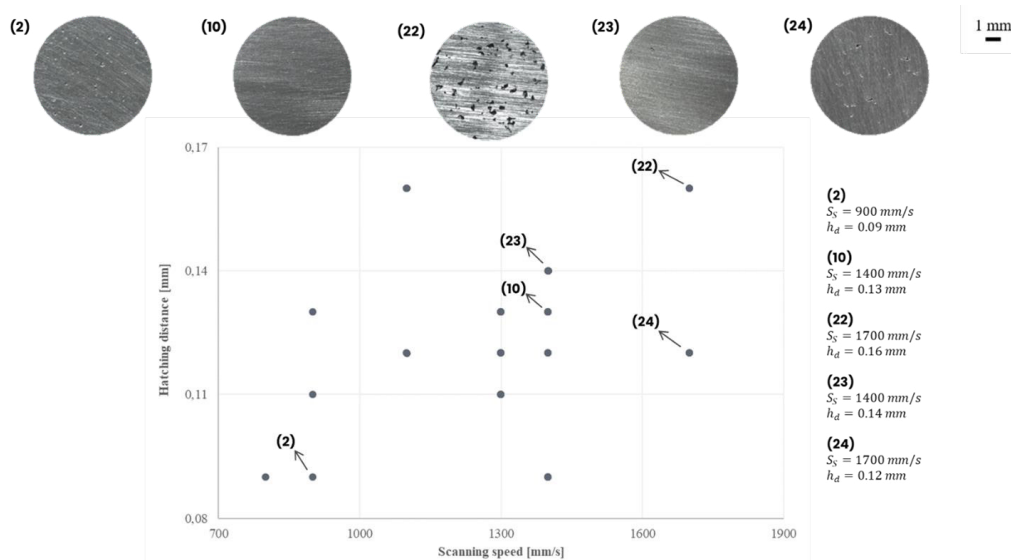 (2)
(10)
(22)
(23)
(24)
1 mm
0,17
0,14
0,11
0,08
Hatching distance [mm]
(22)
(23)
(10)
(24)
(2)
700
1000
1300
1600
1900
Scanning speed [mm/s]
(2)
S_S = 900 mm/s
h_d = 0.09 mm
(10)
S_S = 1400 mm/s
h_d = 0.13 mm
(22)
S_S = 1700 mm/s
h_d = 0.16 mm
(23)
S_S = 1400 mm/s
h_d = 0.14 mm
(24)
S_S = 1700 mm/s
h_d = 0.12 mm